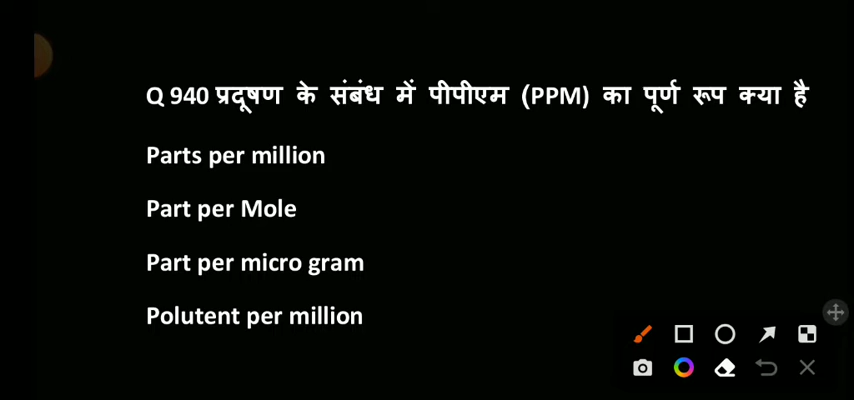 Q 940 प्रदूषण के संबंध में पीपीएम (PPM) का पूर्ण रूप क्या है
Parts per million
Part per Mole
Part per micro gram
Polutent per million